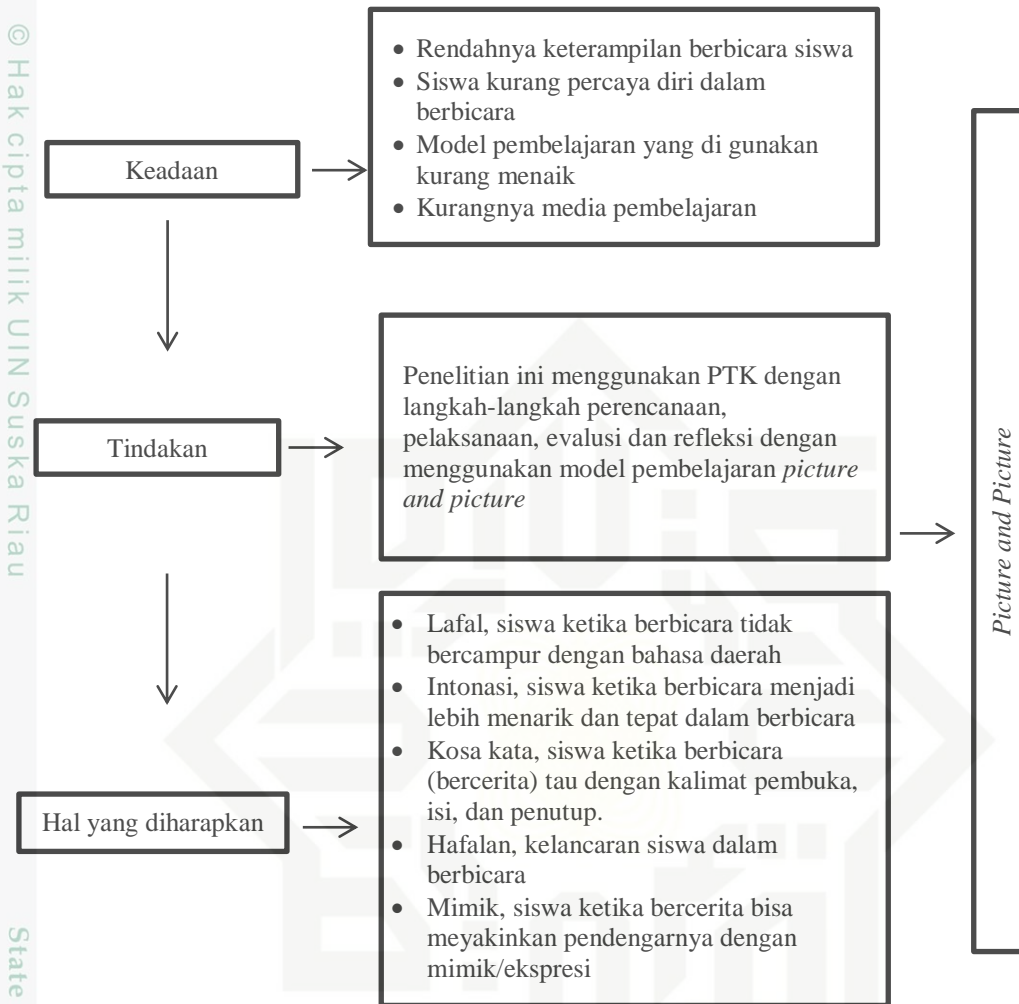 © Hak cipta milik UIN Suska Riau
State
Keadaan
• Rendahnya keterampilan berbicara siswa
• Siswa kurang percaya diri dalam
berbicara
• Model pembelajaran yang di gunakan
kurang menaik
• Kurangnya media pembelajaran
Tindakan
Penelitian ini menggunakan PTK dengan
langkah-langkah perencanaan,
pelaksanaan, evalusi dan refleksi dengan
menggunakan model pembelajaran picture
and picture
Hal yang diharapkan
• Lafal, siswa ketika berbicara tidak
bercampur dengan bahasa daerah
• Intonasi, siswa ketika berbicara menjadi
lebih menarik dan tepat dalam berbicara
• Kosa kata, siswa ketika berbicara
(bercerita) tau dengan kalimat pembuka,
isi, dan penutup.
• Hafalan, kelancaran siswa dalam
berbicara
• Mimik, siswa ketika bercerita bisa
meyakinkan pendengarnya dengan
mimik/ekspresi
Picture and Picture